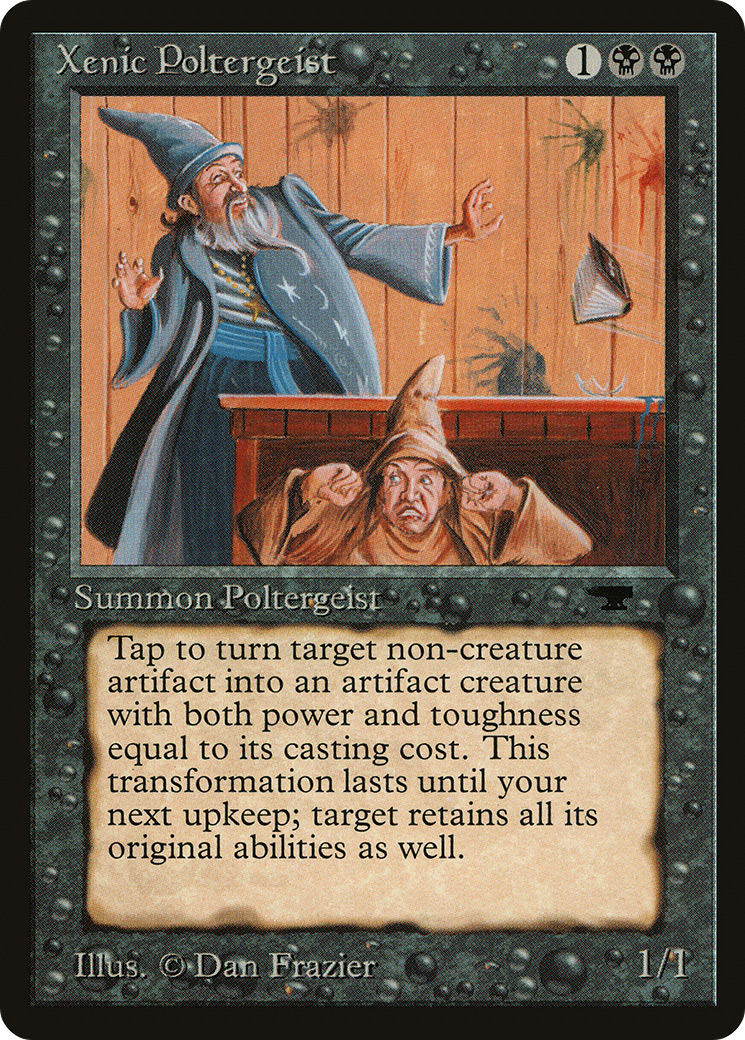 Xenic Poltergeist 1
Summon Poltergeist
Tap to turn target non-creature
artifact into an artifact creature
with both power and toughness
equal to its casting cost. This
transformation lasts until your
next upkeep; target retains all its
original abilities as well.
Illus. © Dan Frazier 1/1